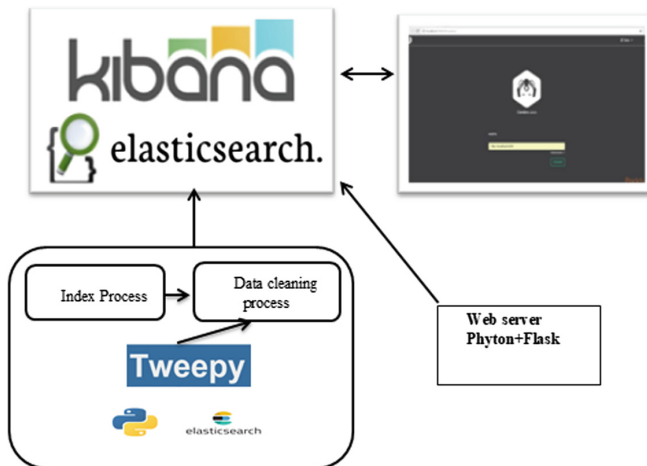 kibana
elasticsearch.
Index Process
Data cleaning
process
Tweepy
elasticsearch
Web server
Phyton+Flask